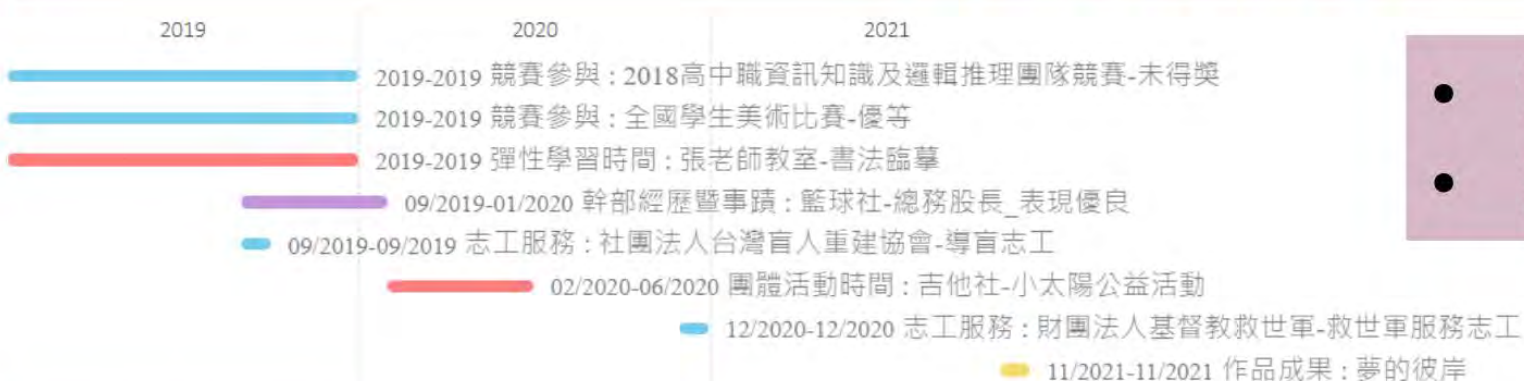 2019 2020 2021
2019-2019 競賽參與 : 2018高中職資訊知識及邏輯推理團隊競賽-未得獎
2019-2019 競賽參與 : 全國學生美術比賽-優等
2019-2019 彈性學習時間 : 張老師教室-書法臨摹
09/2019-01/2020 幹部經歷暨事蹟 : 籃球社-總務股長_表現優良
09/2019-09/2019 志工服務 : 社團法人台灣盲人重建協會-導盲志工
02/2020-06/2020 團體活動時間 : 吉他社-小太陽公益活動
12/2020-12/2020 志工服務 : 財團法人基督教救世軍-救世軍服務志工
11/2021-11/2021 作品成果 : 夢的彼岸